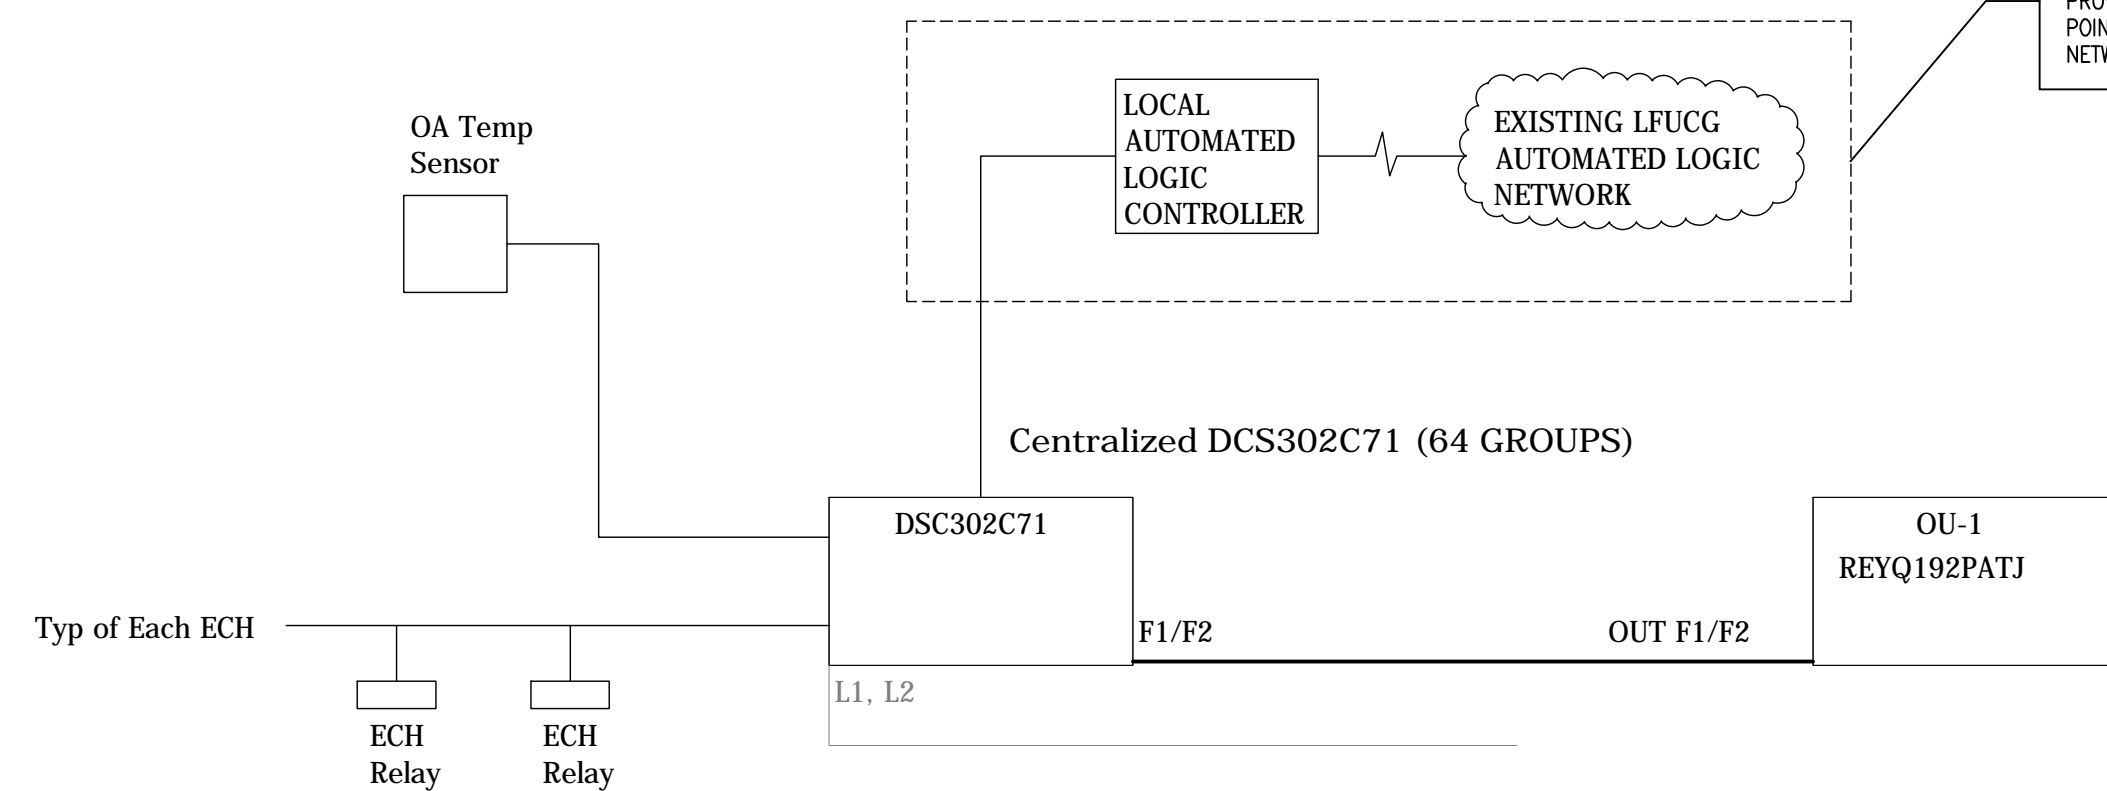 OA Temp
Sensor
LOCAL
AUTOMATED
LOGIC
CONTROLLER
EXISTING LFUCG
AUTOMATED LOGIC
NETWORK
Centralized DCS302C71 (64 GROUPS)
DSC302C71
OU-1
REYQ192PATJ
Typ of Each ECH
F1/F2
OUT F1/F2
L1, L2
ECH
Relay
ECH
Relay